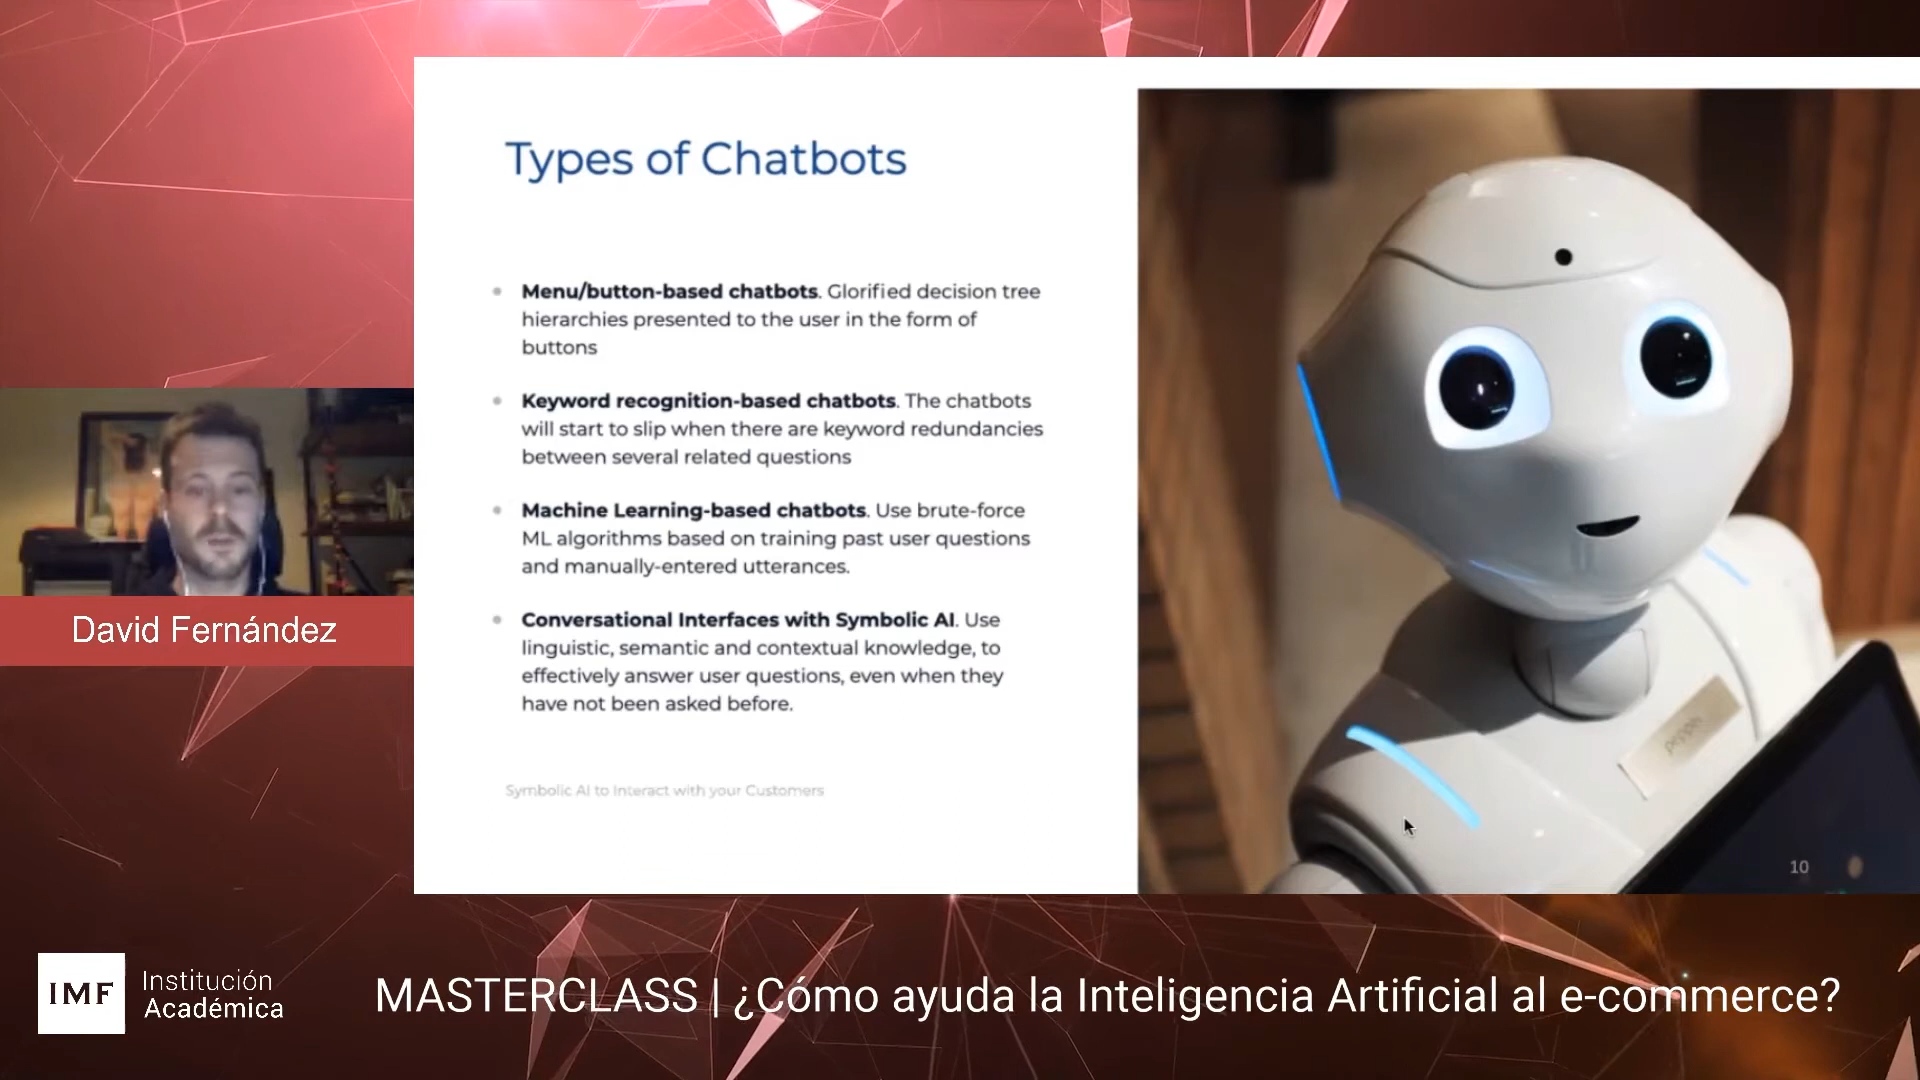 Types of Chatbots
Menu/button-based chatbots. Glorified decision tree
hierarchies presented to the user in the form of
buttons
Keyword recognition-based chatbots. The chatbots
will start to slip when there are keyword redundancies
between several related questions
Machine Learning-based chatbots. Use brute-force
ML algorithms based on training past user questions
and manually-entered utterances.
Conversational Interfaces with Symbolic AI. Use
linguistic, semantic and contextual knowledge, to
effectively answer user questions, even when they
have not been asked before.
Symbolic AI to Interact with your Customers
10
David Fernández
IMF
Institución
Académica
MASTERCLASS | ¿Cómo ayuda la Inteligencia Artificial al e-commerce?